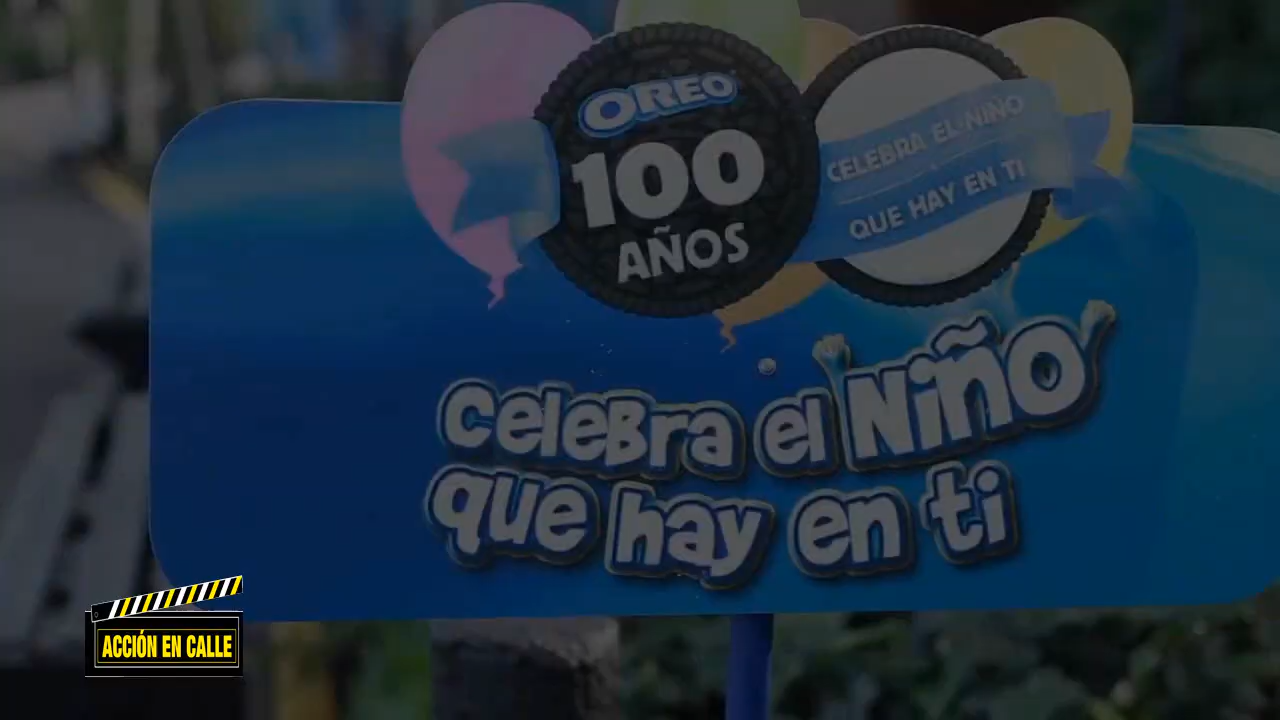 OREO
100
AÑOS
CELEBRA EL NIÑO
QUE HAY EN TI
Celebra el Niño
que hay en ti
ACCIÓN EN CALLE